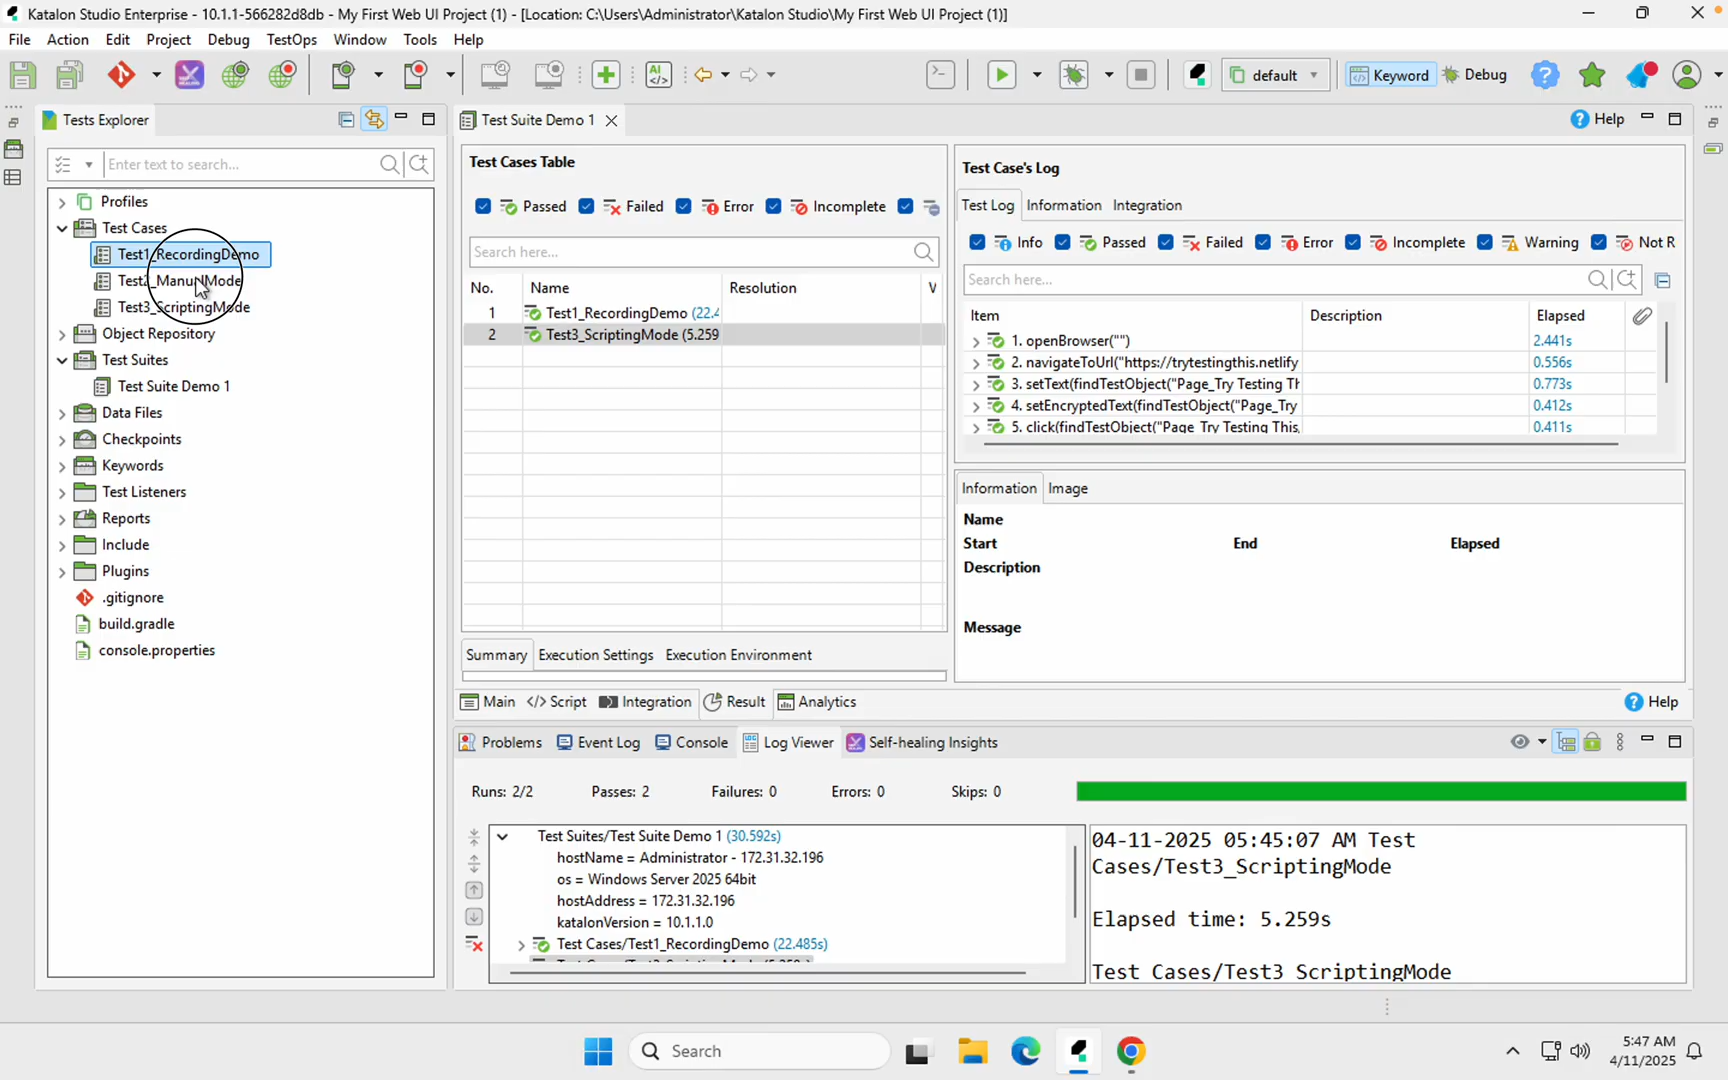 Katalon Studio Enterprise - 10.1.1-566282d8db - My First Web UI Project (1) - [Location: C:\Users\Administrator\Katalon Studio\My First Web UI Project (1)]
File Action Edit Project Debug TestOps Window Tools Help
default Keyword Debug
Tests Explorer
Enter text to search...
Profiles
Test Cases
Test1_RecordingDemo
Test2_ManualMode
Test3_ScriptingMode
Object Repository
Test Suites
Test Suite Demo 1
Data Files
Checkpoints
Keywords
Test Listeners
Reports
Include
Plugins
.gitignore
build.gradle
console.properties
Test Suite Demo 1
Help
Test Cases Table
Passed Failed Error Incomplete
Search here...
No. Name Resolution
1 Test1_RecordingDemo (22.4
2 Test3_ScriptingMode (5.259
Summary Execution Settings Execution Environment
Test Case's Log
Test Log Information Integration
Info Passed Failed Error Incomplete Warning Not R
Search here...
Item Description Elapsed
1. openBrowser("") 2.441s
2. navigateToUrl("https://trytestingthis.netlify 0.556s
3. setText(findTestObject("Page_Try Testing Th 0.773s
4. setEncryptedText(findTestObject("Page_Try 0.412s
5. click(findTestObject("Page_Try Testing This, 0.411s
Information Image
Name
Start End Elapsed
Description
Message
Main </> Script Integration Result Analytics Help
Problems Event Log Console Log Viewer Self-healing Insights
Runs: 2/2 Passes: 2 Failures: 0 Errors: 0 Skips: 0
Test Suites/Test Suite Demo 1 (30.592s)
hostName = Administrator - 172.31.32.196
os = Windows Server 2025 64bit
hostAddress = 172.31.32.196
katalonVersion = 10.1.1.0
Test Cases/Test1_RecordingDemo (22.485s)
04-11-2025 05:45:07 AM Test
Cases/Test3_ScriptingMode
Elapsed time: 5.259s
Test Cases/Test3_ScriptingMode
Search
5:47 AM
4/11/2025